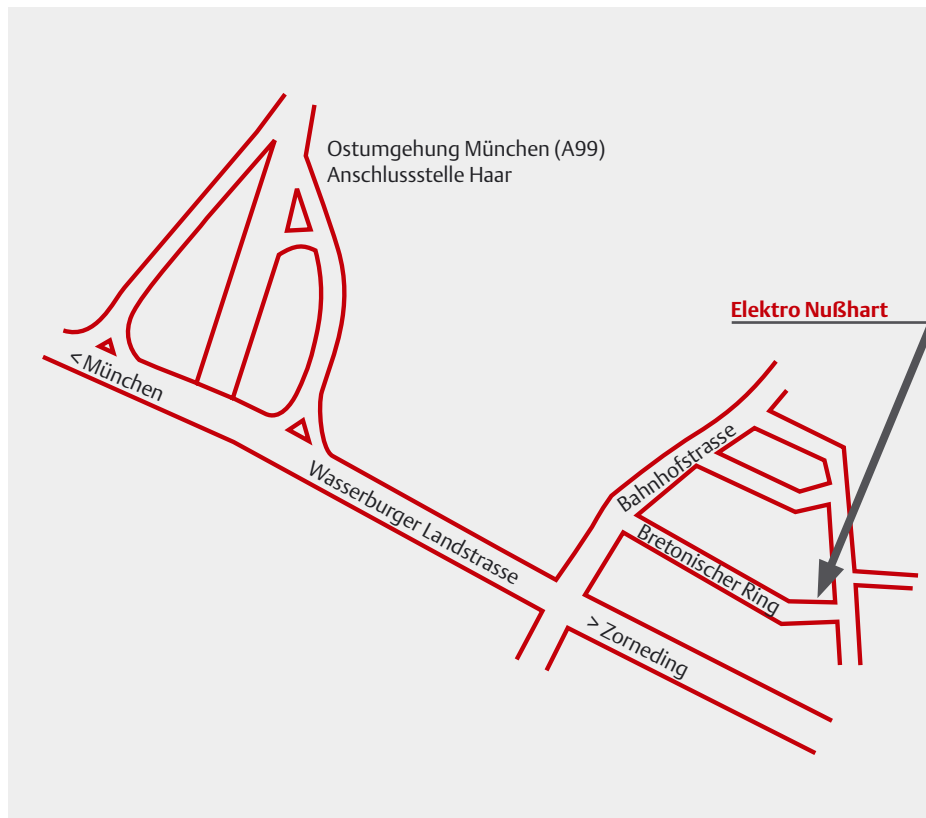 Ostumgehung München (A99)
Anschlussstelle Haar
Elektro Nußhart
< München
Bahnhofstrasse
Wasserburger Landstrasse
Bretonischer Ring
> Zorneding